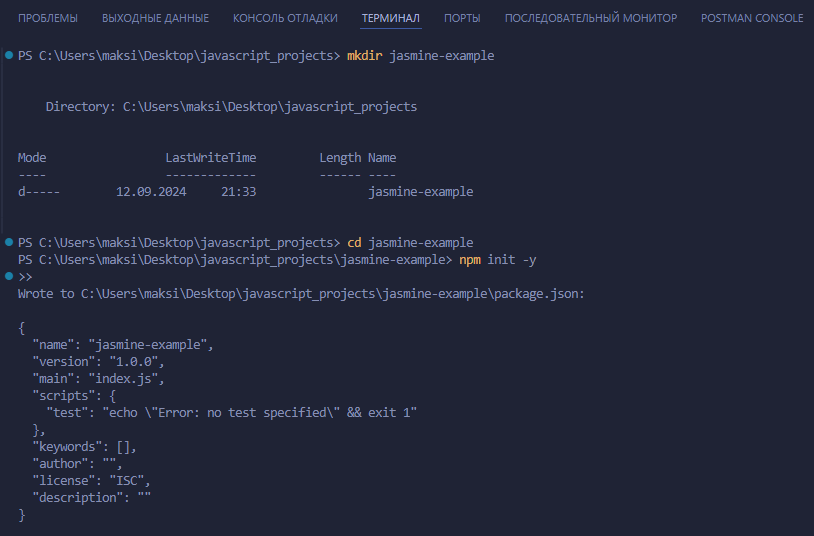 ПРОБЛЕМЫ ВЫХОДНЫЕ ДАННЫЕ КОНСОЛЬ ОТЛАДКИ ТЕРМИНАЛ ПОРТЫ ПОСЛЕДОВАТЕЛЬНЫЙ МОНИТОР POSTMAN CONSOLE
PS C:\Users\maksi\Desktop\javascript_projects> mkdir jasmine-example
Directory: C:\Users\maksi\Desktop\javascript_projects
Mode LastWriteTime Length Name
---- ------------- ------ ----
d----- 12.09.2024 21:33 jasmine-example
PS C:\Users\maksi\Desktop\javascript_projects> cd jasmine-example
PS C:\Users\maksi\Desktop\javascript_projects\jasmine-example> npm init -y
>>
Wrote to C:\Users\maksi\Desktop\javascript_projects\jasmine-example\package.json:
{
"name": "jasmine-example",
"version": "1.0.0",
"main": "index.js",
"scripts": {
"test": "echo \"Error: no test specified\" && exit 1"
},
"keywords": [],
"author": "",
"license": "ISC",
"description": ""
}